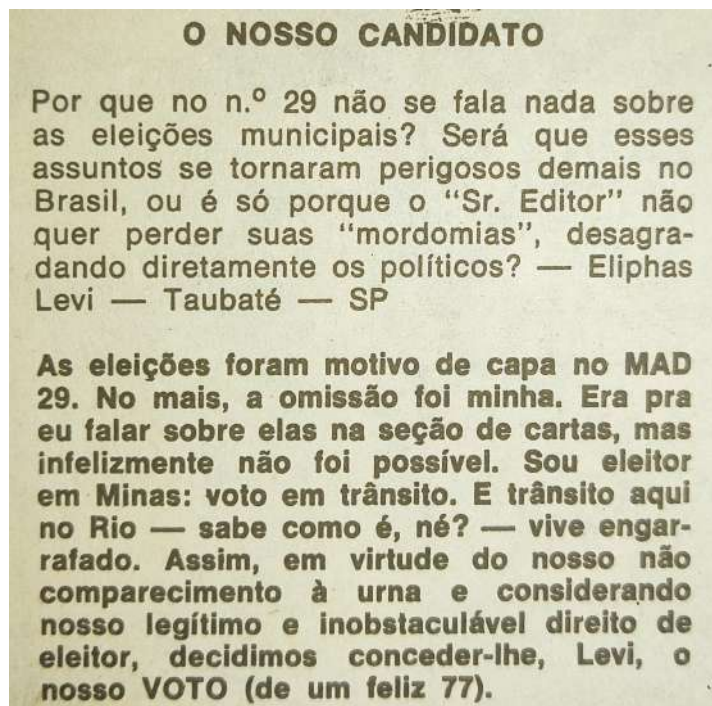 O NOSSO CANDIDATO
Por que no n.º 29 não se fala nada sobre
as eleições municipais? Será que esses
assuntos se tornaram perigosos demais no
Brasil, ou é só porque o "Sr. Editor" não
quer perder suas "mordomias", desagra-
dando diretamente os políticos? — Eliphas
Levi — Taubaté — SP
As eleições foram motivo de capa no MAD
29. No mais, a omissão foi minha. Era pra
eu falar sobre elas na seção de cartas, mas
infelizmente não foi possível. Sou eleitor
em Minas: voto em trânsito. E trânsito aqui
no Rio — sabe como é, né? — vive engar-
rafado. Assim, em virtude do nosso não
comparecimento à urna e considerando
nosso legítimo e inobstaculável direito de
eleitor, decidimos conceder-lhe, Levi, o
nosso VOTO (de um feliz 77).